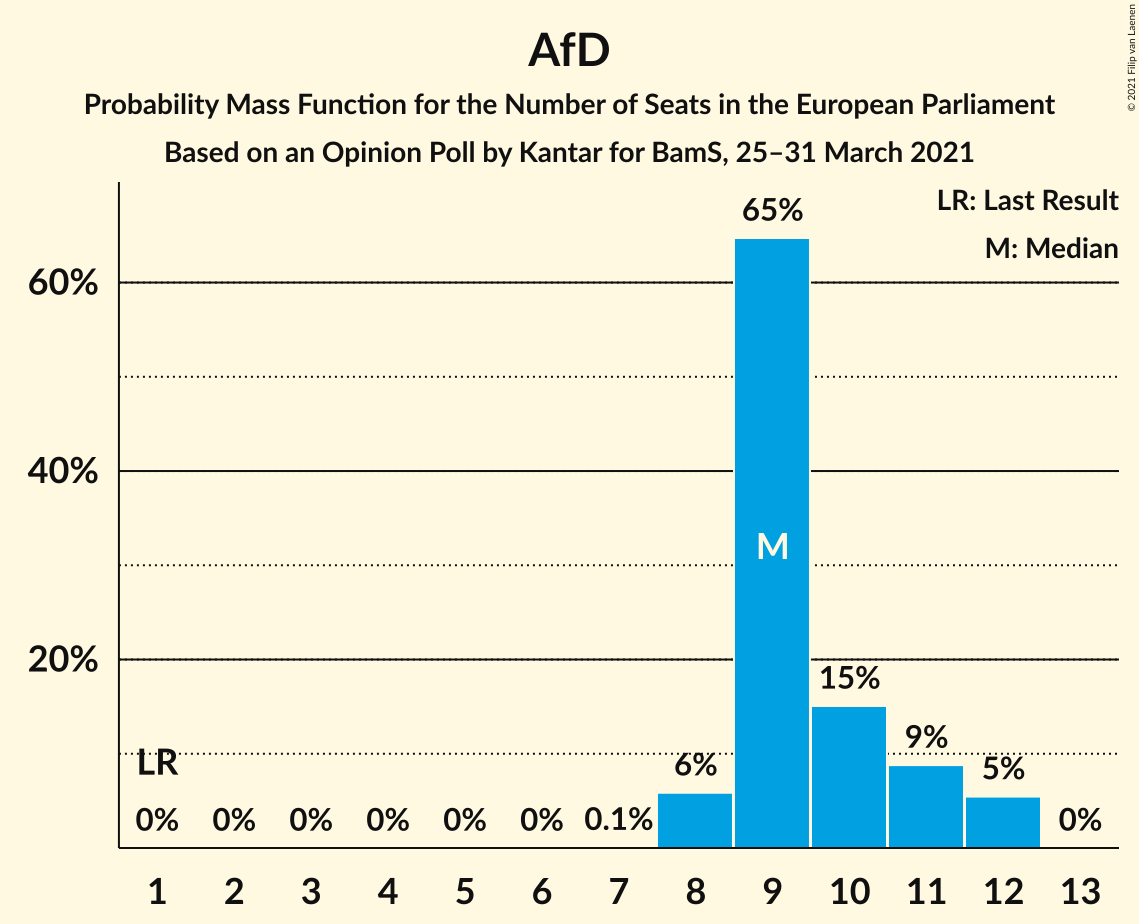 AfD
Probability Mass Function for the Number of Seats in the European Parliament
Based on an Opinion Poll by Kantar for BamS, 25–31 March 2021
© 2021 Filip van Laenen
LR: Last Result
M: Median
65%
60%
40%
M
20%
15%
9%
LR
6%
5%
0%
0%
0%
0%
0%
0%
0.1%
0%
1 2 3 4 5 6 7 8 9 10 11 12 13